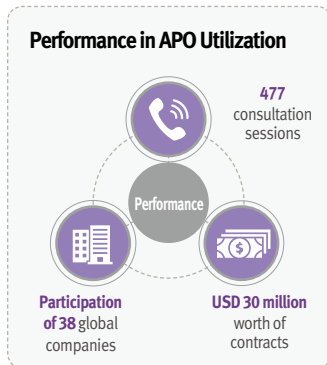 Performance in APO Utilization
477
consultation
sessions
Performance
Participation
of 38 global
companies
USD 30 million
worth of
contracts